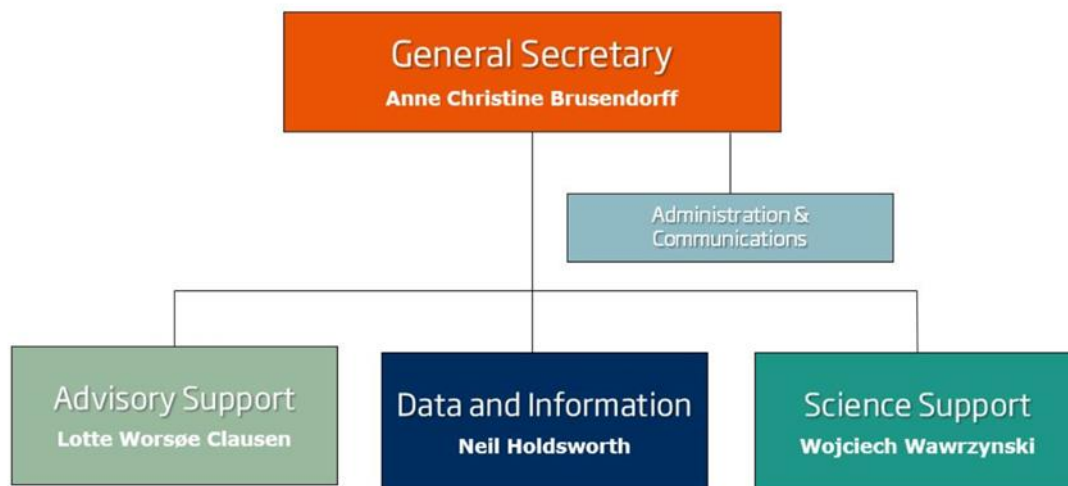 General Secretary
Anne Christine Brusendorff
Administration &
Communications
Advisory Support
Lotte Worsøe Clausen
Data and Information
Neil Holdsworth
Science Support
Wojciech Wawrzynski